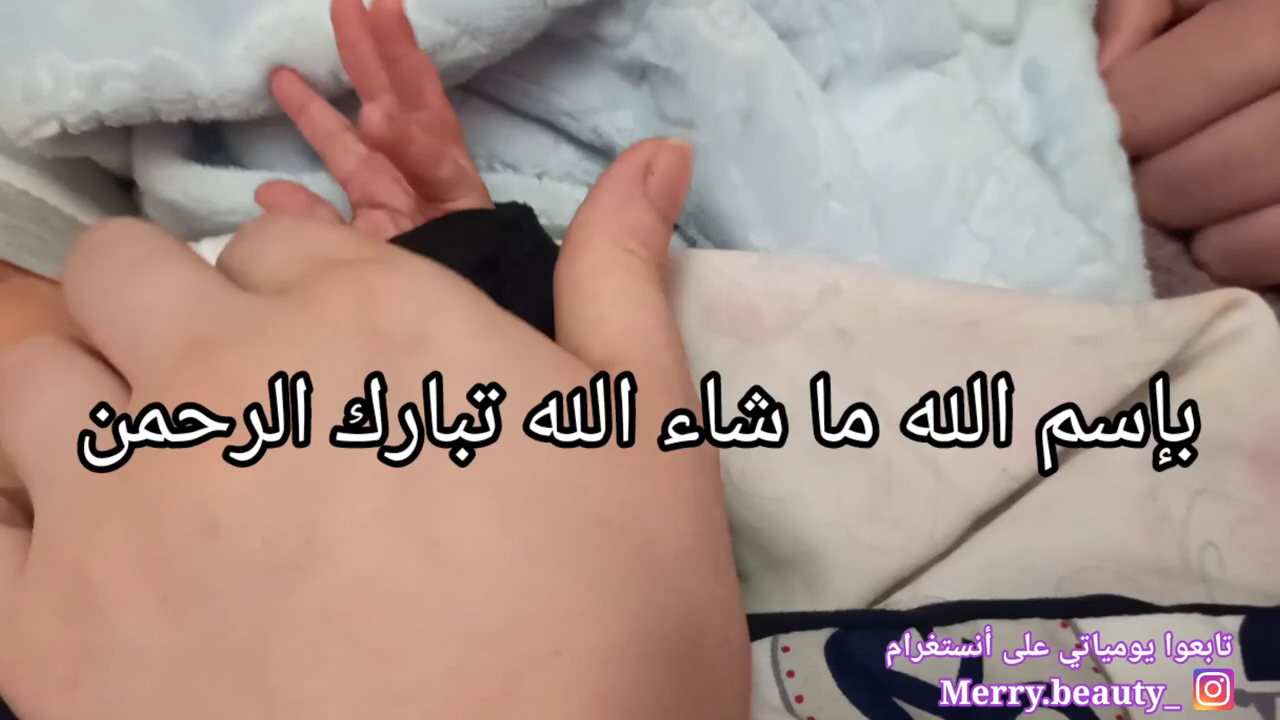 بإسم الله ما شاء الله تبارك الرحمن
تابعوا يومياتي على أنستغرام
Merry.beauty_